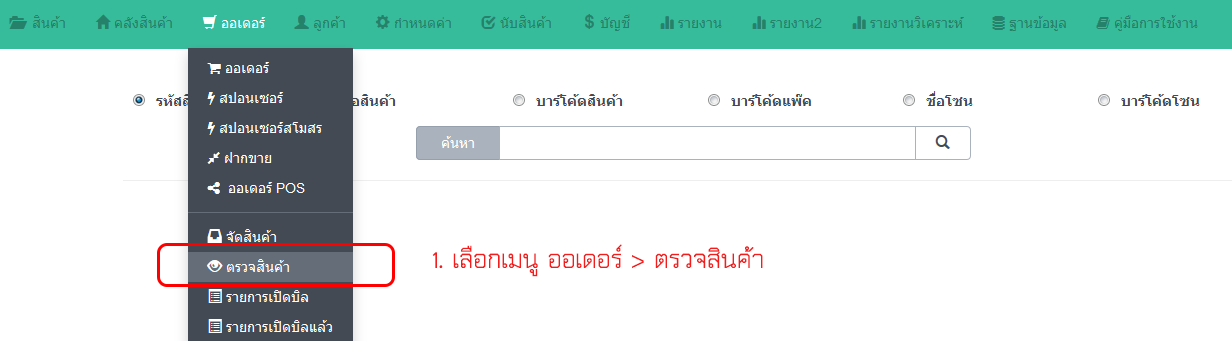 สินค้า คลังสินค้า ออเดอร์ ลูกค้า กำหนดค่า นับสินค้า $ บัญชี รายงาน รายงาน2 รายงานวิเคราะห์ ฐานข้อมูล คู่มือการใช้งาน
ออเดอร์
สปอนเซอร์
สปอนเซอร์สโมสร
ฝากขาย
ออเดอร์ POS
จัดสินค้า
ตรวจสินค้า
รายการเปิดบิล
รายการเปิดบิลแล้ว
บาร์โค้ดสินค้า บาร์โค้ดแพ็ค ชื่อโซน บาร์โค้ดโซน
ค้นหา
1. เลือกเมนู ออเดอร์ > ตรวจสินค้า